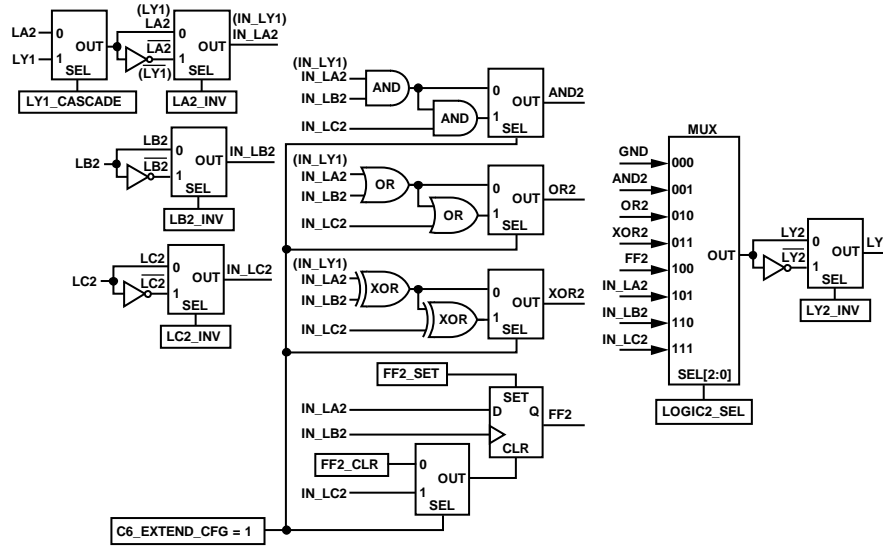 (LY1)
LA2
LA2
0
OUT
LY1
1
SEL
LY1_CASCADE
LA2
(LY1)
0
OUT
1
SEL
LA2_INV
(IN_LY1)
IN_LA2
LB2
LB2
LB2
0
OUT
1
SEL
IN_LB2
LB2_INV
LC2
LC2
LC2
0
OUT
1
SEL
IN_LC2
LC2_INV
(IN_LY1)
IN_LA2
IN_LB2
AND
IN_LC2
AND
0
OUT
1
SEL
AND2
(IN_LY1)
IN_LA2
IN_LB2
OR
IN_LC2
OR
0
OUT
1
SEL
OR2
(IN_LY1)
IN_LA2
IN_LB2
XOR
IN_LC2
XOR
0
OUT
1
SEL
XOR2
FF2_SET
IN_LA2
IN_LB2
SET
D Q
CLR
FF2
FF2_CLR
IN_LC2
0
OUT
1
SEL
C6_EXTEND_CFG = 1
MUX
GND 000
AND2 001
OR2 010
XOR2 011
FF2 100
IN_LA2 101
IN_LB2 110
IN_LC2 111
OUT
SEL[2:0]
LOGIC2_SEL
LY2
LY2
0
OUT
1
SEL
LY2_INV
LY